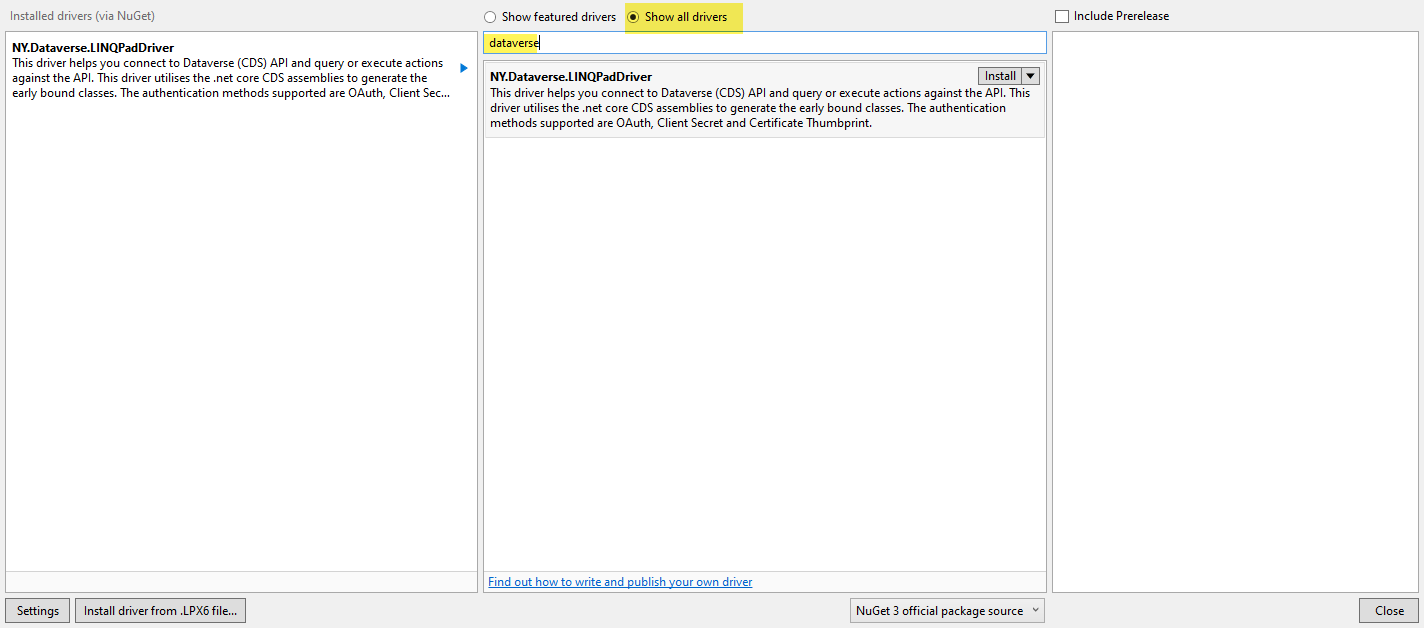 Installed drivers (via NuGet)
NY.Dataverse.LINQPadDriver
This driver helps you connect to Dataverse (CDS) API and query or execute actions
against the API. This driver utilises the .net core CDS assemblies to generate the
early bound classes. The authentication methods supported are OAuth, Client Sec...
Show featured drivers
Show all drivers
dataverse
NY.Dataverse.LINQPadDriver
Install
This driver helps you connect to Dataverse (CDS) API and query or execute actions against the API. This
driver utilises the .net core CDS assemblies to generate the early bound classes. The authentication
methods supported are OAuth, Client Secret and Certificate Thumbprint.
Find out how to write and publish your own driver
Include Prerelease
Settings
Install driver from .LPX6 file...
NuGet 3 official package source
Close